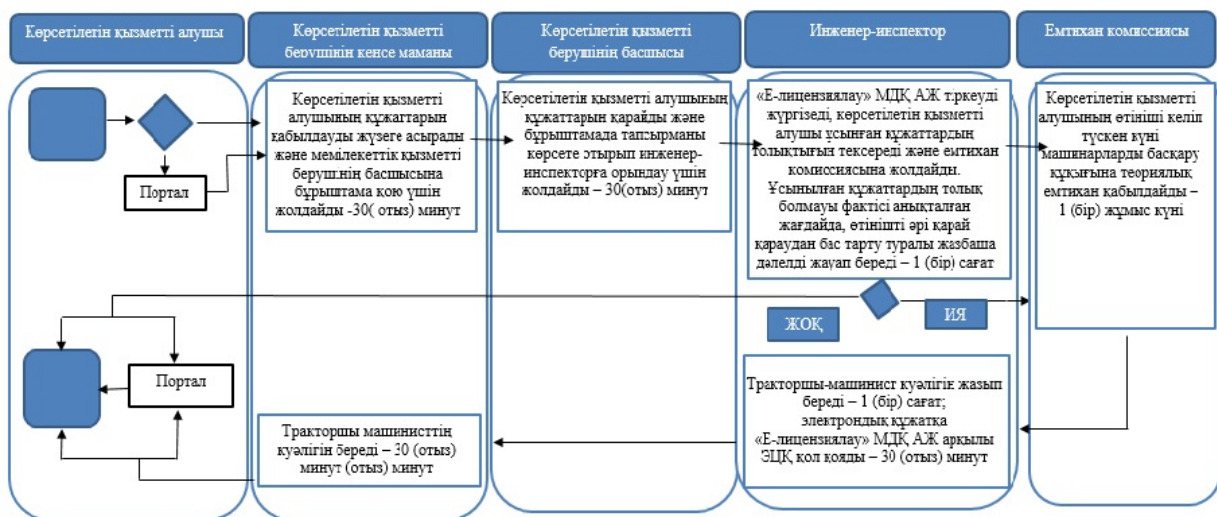 Көрсетілетін қызметті алушы
Көрсетілетін қызметті
берушінін кенсе маманы
Көрсетілетін қызметті
берушінің басшысы
Инженер-инспектор
Емтихан комиссиясы
Көрсетілетін қызметті
алушының құжаттарын
қабылдауды жүзеге асырады
және мемілекеттік қызметті
берушінің басшысына
бұрыштама қою үшін
жолдайды -30( отыз) минут
Портал
Көрсетілетін қызметті алушының
құжаттарын қарайды және
бұрыштамада тапсырманы
көрсете отырып инженер-
инспекторға орындау үшін
жолдайды – 30(отыз) минут
«Е-лицензиялау» МДҚ АЖ тіркеуді
жүргізеді, көрсетілетін қызметті
алушы ұсынған құжаттардың
толықтығын тексереді және емтихан
комиссиясына жолдайды.
Ұсынылған құжаттардың толық
болмауы фактісі анықталған
жағдайда, өтінішті әрі қарай
қараудан бас тарту туралы жазбаша
дәлелді жауап береді – 1 (бір) сағат
Көрсетілетін қызметті
алушының өтініші келіп
түскен күні
машинарларды басқару
құқығына теориялық
емтихан қабылдайды –
1 (бір) жұмыс күні
ЖОҚ
ИЯ
Портал
Тракторшы машинисттің
куәлігін береді – 30 (отыз)
минут (отыз) минут
Тракторшы-машинист куәлігін жазып
береді – 1 (бір) сағат;
электрондық құжатқа
«Е-лицензиялау» МДҚ АЖ арқылы
ЭЦҚ қол қояды – 30 (отыз) минут